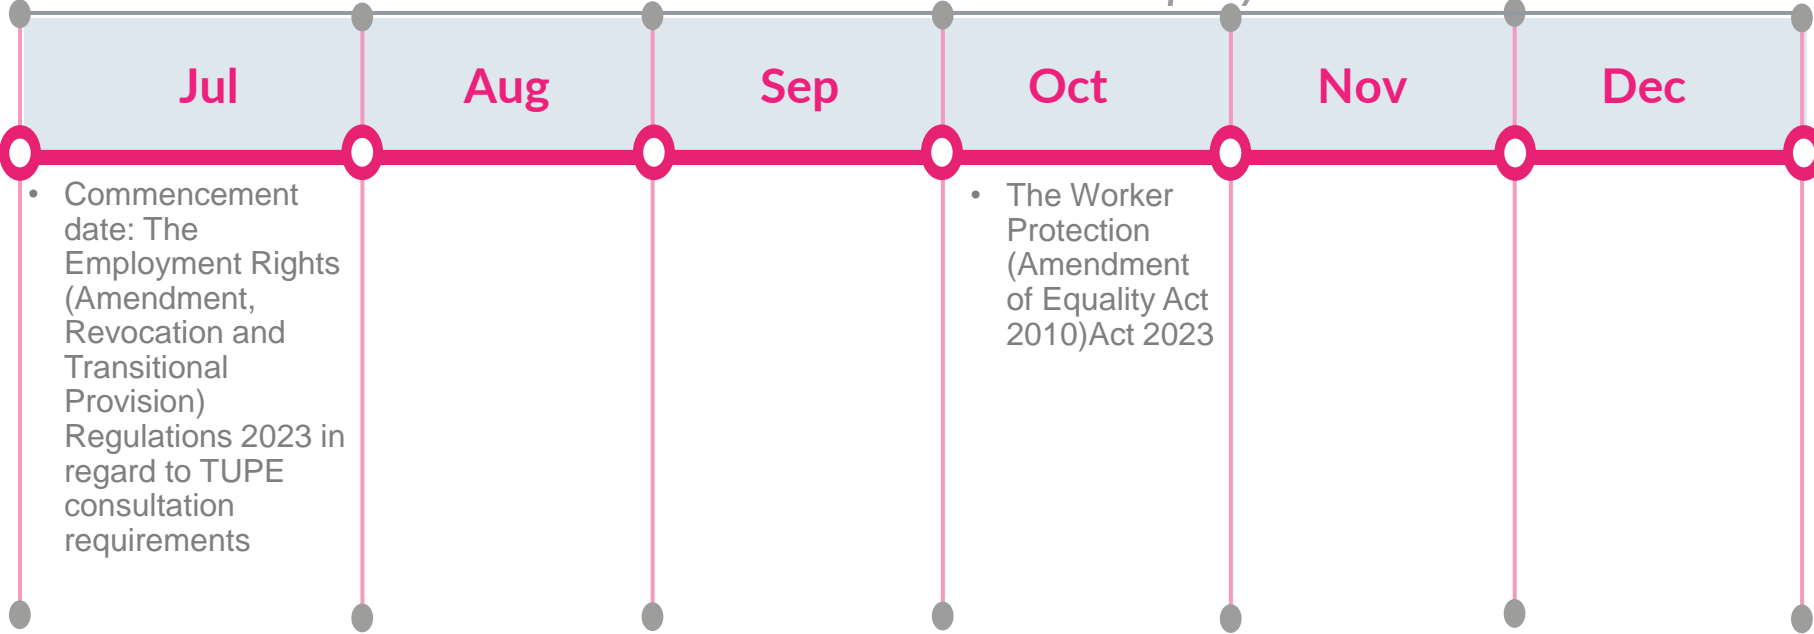 Jul
Aug
Sep
Oct
Nov
Dec
• Commencement
date: The
Employment Rights
(Amendment,
Revocation and
Transitional
Provision)
Regulations 2023 in
regard to TUPE
consultation
requirements
• The Worker
Protection
(Amendment
of Equality Act
2010)Act 2023